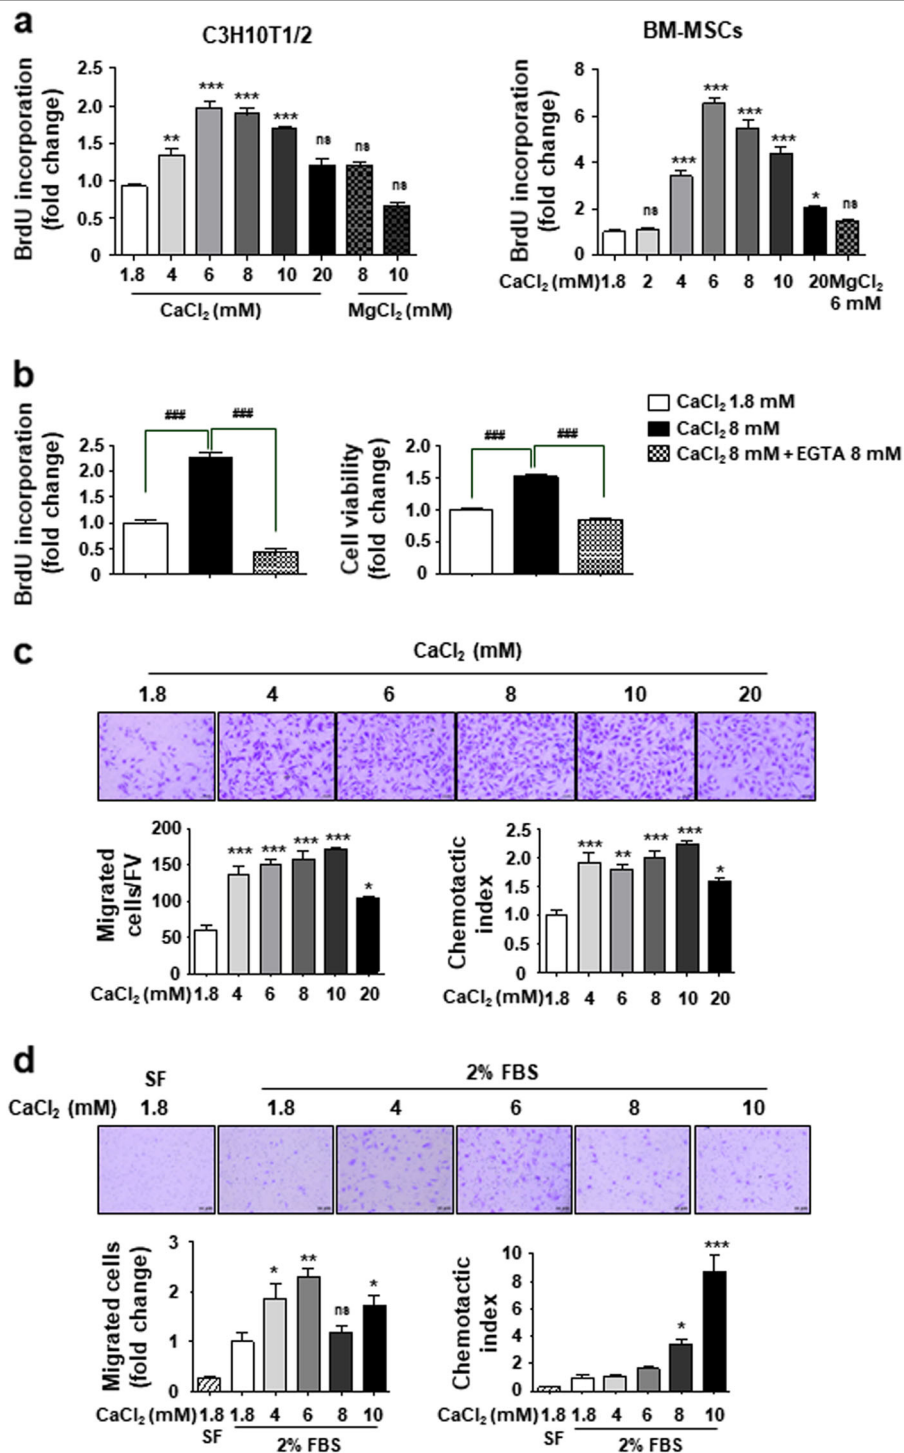 a
C3H10T1/2
BrdU incorporation
(fold change)
2.5
2.0
1.5
1.0
0.5
0
** *** *** *** ns ns ns
1.8 4 6 8 10 20 8 10
CaCl₂ (mM) MgCl₂ (mM)
BM-MSCs
BrdU incorporation
(fold change)
8
6
4
2
0
ns *** *** *** *** * ns
CaCl₂ (mM) 1.8 2 4 6 8 10 20 MgCl₂
6 mM
b
BrdU incorporation
(fold change)
2.5
2.0
1.5
1.0
0.5
0
### ###
Cell viability
(fold change)
2.0
1.5
1.0
0.5
0
### ###
CaCl₂ 1.8 mM
CaCl₂ 8 mM
CaCl₂ 8 mM + EGTA 8 mM
c
CaCl₂ (mM)
1.8 4 6 8 10 20
Migrated
cells/FV
200
150
100
50
0
*** *** *** *** *
CaCl₂ (mM) 1.8 4 6 8 10 20
Chemotactic
index
2.5
2.0
1.5
1.0
0.5
0
*** ** *** *** *
CaCl₂ (mM) 1.8 4 6 8 10 20
d
SF 2% FBS
CaCl₂ (mM) 1.8 1.8 4 6 8 10
Migrated cells
(fold change)
3
2
1
0
* ** ns *
CaCl₂ (mM) 1.8 1.8 4 6 8 10
SF 2% FBS
Chemotactic
index
10
8
6
4
2
0
* ***
CaCl₂ (mM) 1.8 1.8 4 6 8 10
SF 2% FBS